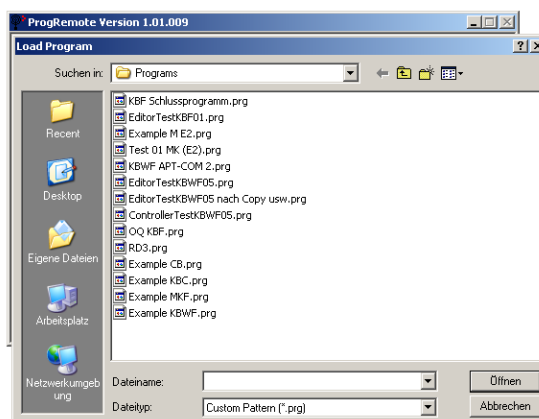 ProgRemote Version 1.01.009
Load Program
Suchen in: Programs
Recent
Desktop
Eigene Dateien
Arbeitsplatz
Netzwerkumgeb
ung
KBF Schlussprogramm.prg
EditorTestKBF01.prg
Example M E2.prg
Test 01 MK (E2).prg
KBWF APT-COM 2.prg
EditorTestKBWF05.prg
EditorTestKBWF05 nach Copy usw.prg
ControllerTestKBWF05.prg
OQ KBF.prg
RD3.prg
Example CB.prg
Example KBC.prg
Example MKF.prg
Example KBWF.prg
Dateiname: Öffnen
Dateityp: Custom Pattern (*.prg) Abbrechen